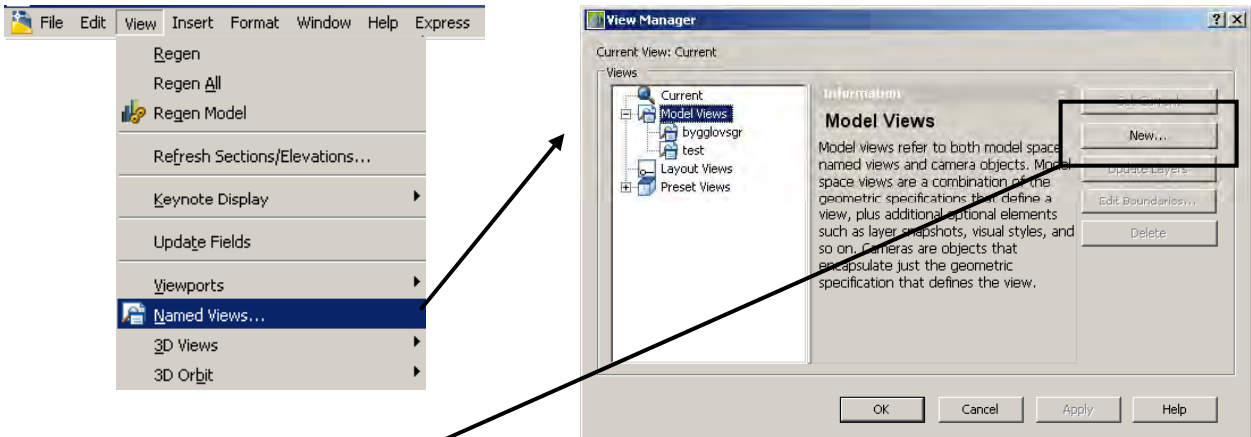 File Edit View Insert Format Window Help Express
Regen
Regen All
Regen Model
Refresh Sections/Elevations...
Keynote Display
Update Fields
Viewports
Named Views...
3D Views
3D Orbit
View Manager
Current View: Current
Views
Current
Model Views
bygglovsgr
test
Layout Views
Preset Views
Information
Model Views
Model views refer to both model space
named views and camera objects. Model
space views are a combination of the
geometric specifications that define a
view, plus additional optional elements
such as layer snapshots, visual styles, and
so on. Cameras are objects that
encapsulate just the geometric
specification that defines the view.
Set Current
New...
Update Layers
Edit Boundaries...
Delete
OK Cancel Apply Help